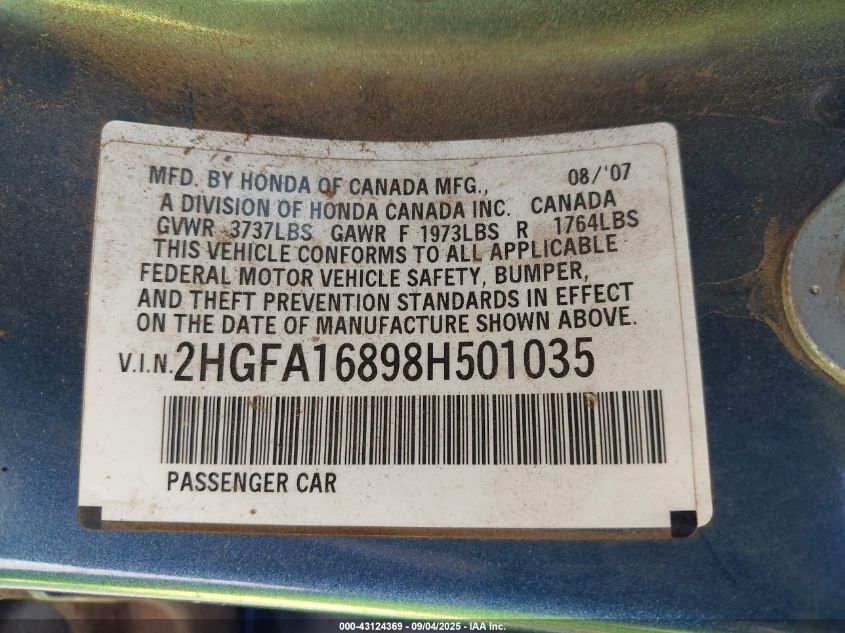 MFD. BY HONDA OF CANADA MFG., 08/'07
A DIVISION OF HONDA CANADA INC. CANADA
GVWR 3737LBS GAWR F 1973LBS R 1764LBS
THIS VEHICLE CONFORMS TO ALL APPLICABLE
FEDERAL MOTOR VEHICLE SAFETY, BUMPER,
AND THEFT PREVENTION STANDARDS IN EFFECT
ON THE DATE OF MANUFACTURE SHOWN ABOVE.
V.I.N. 2HGFA16898H501035
PASSENGER CAR
000-43124369 - 09/04/2025 - IAA Inc.